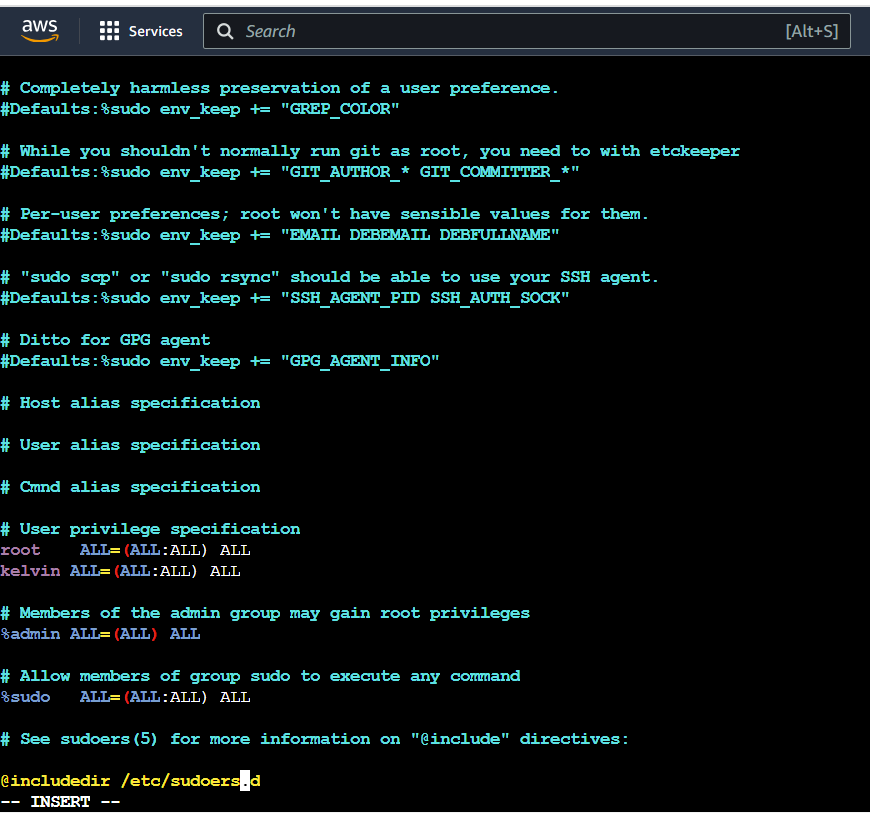 aws Services Search [Alt+S]
# Completely harmless preservation of a user preference.
#Defaults:%sudo env_keep += "GREP_COLOR"
# While you shouldn't normally run git as root, you need to with etckeeper
#Defaults:%sudo env_keep += "GIT_AUTHOR_* GIT_COMMITTER_*"
# Per-user preferences; root won't have sensible values for them.
#Defaults:%sudo env_keep += "EMAIL DEBEMAIL DEBFULLNAME"
# "sudo scp" or "sudo rsync" should be able to use your SSH agent.
#Defaults:%sudo env_keep += "SSH_AGENT_PID SSH_AUTH_SOCK"
# Ditto for GPG agent
#Defaults:%sudo env_keep += "GPG_AGENT_INFO"
# Host alias specification
# User alias specification
# Cmnd alias specification
# User privilege specification
root    ALL=(ALL:ALL) ALL
kelvin ALL=(ALL:ALL) ALL
# Members of the admin group may gain root privileges
%admin ALL=(ALL) ALL
# Allow members of group sudo to execute any command
%sudo   ALL=(ALL:ALL) ALL
# See sudoers(5) for more information on "@include" directives:
@includedir /etc/sudoers.d
-- INSERT --